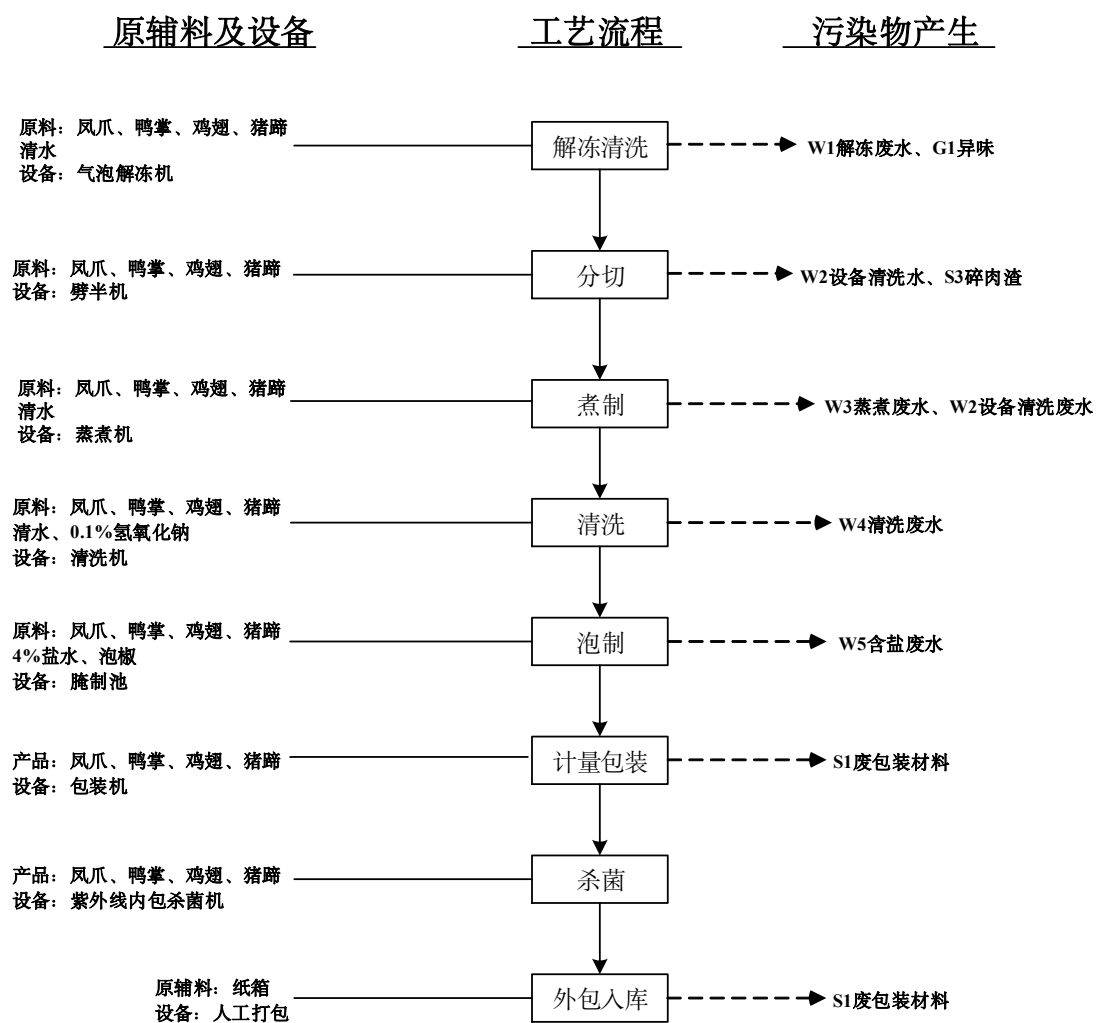 原辅料及设备 工艺流程 污染物产生
原料：凤爪、鸭掌、鸡翅、猪蹄
清水
设备：气泡解冻机
解冻清洗
W1解冻废水、G1异味
原料：凤爪、鸭掌、鸡翅、猪蹄
设备：劈半机
分切
W2设备清洗水、S3碎肉渣
原料：凤爪、鸭掌、鸡翅、猪蹄
清水
设备：蒸煮机
煮制
W3蒸煮废水、W2设备清洗废水
原料：凤爪、鸭掌、鸡翅、猪蹄
清水、0.1%氢氧化钠
设备：清洗机
清洗
W4清洗废水
原料：凤爪、鸭掌、鸡翅、猪蹄
4%盐水、泡椒
设备：腌制池
泡制
W5含盐废水
产品：凤爪、鸭掌、鸡翅、猪蹄
设备：包装机
计量包装
S1废包装材料
产品：凤爪、鸭掌、鸡翅、猪蹄
设备：紫外线内包杀菌机
杀菌
原辅料：纸箱
设备：人工打包
外包入库
S1废包装材料